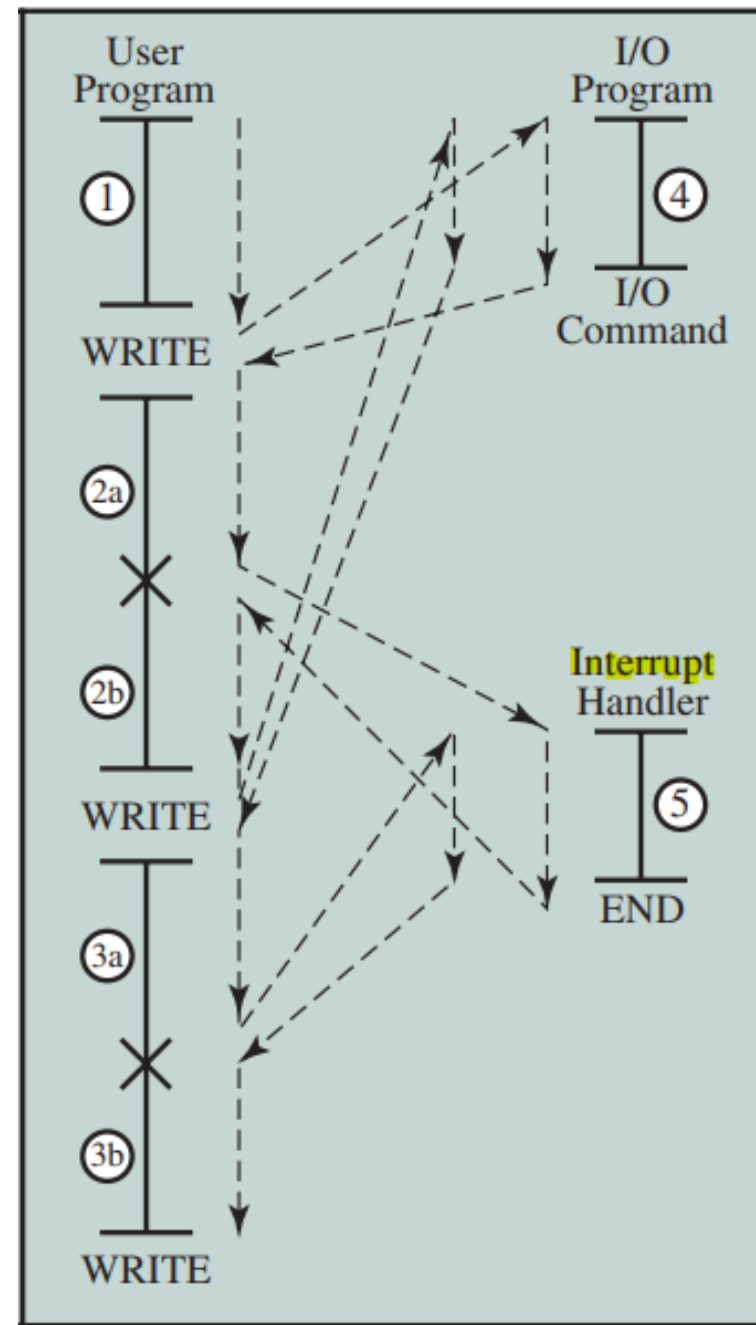 User
Program
1
WRITE
2a
2b
WRITE
3a
3b
WRITE
I/O
Program
4
I/O
Command
Interrupt
Handler
5
END